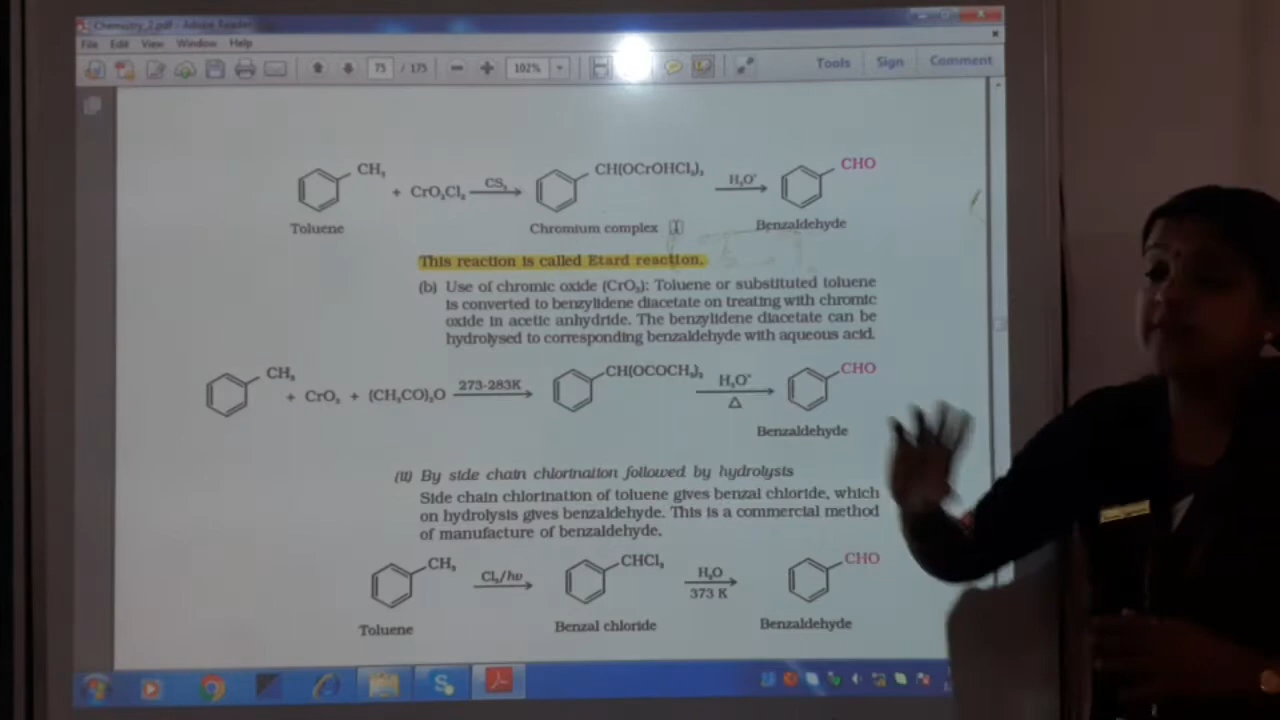 Chemistry_2.pdf - Adobe Reader
File Edit View Window Help
75 / 175 102% Tools Sign Comment
CH₃ CH(OCrOHCl₂)₂ CHO
+ CrO₂Cl₂ CS₂ H₃O⁺
Toluene Chromium complex Benzaldehyde
This reaction is called Etard reaction.
(b) Use of chromic oxide (CrO₃): Toluene or substituted toluene
is converted to benzylidene diacetate on treating with chromic
oxide in acetic anhydride. The benzylidene diacetate can be
hydrolysed to corresponding benzaldehyde with aqueous acid.
CH₃ CH(OCOCH₃)₂ CHO
+ CrO₃ + (CH₃CO)₂O 273-283K H₃O⁺
Δ
Benzaldehyde
(ii) By side chain chlorination followed by hydrolysis
Side chain chlorination of toluene gives benzal chloride, which
on hydrolysis gives benzaldehyde. This is a commercial method
of manufacture of benzaldehyde.
CH₃ CHCl₂ CHO
Cl₂/hυ H₂O
373 K
Toluene Benzal chloride Benzaldehyde